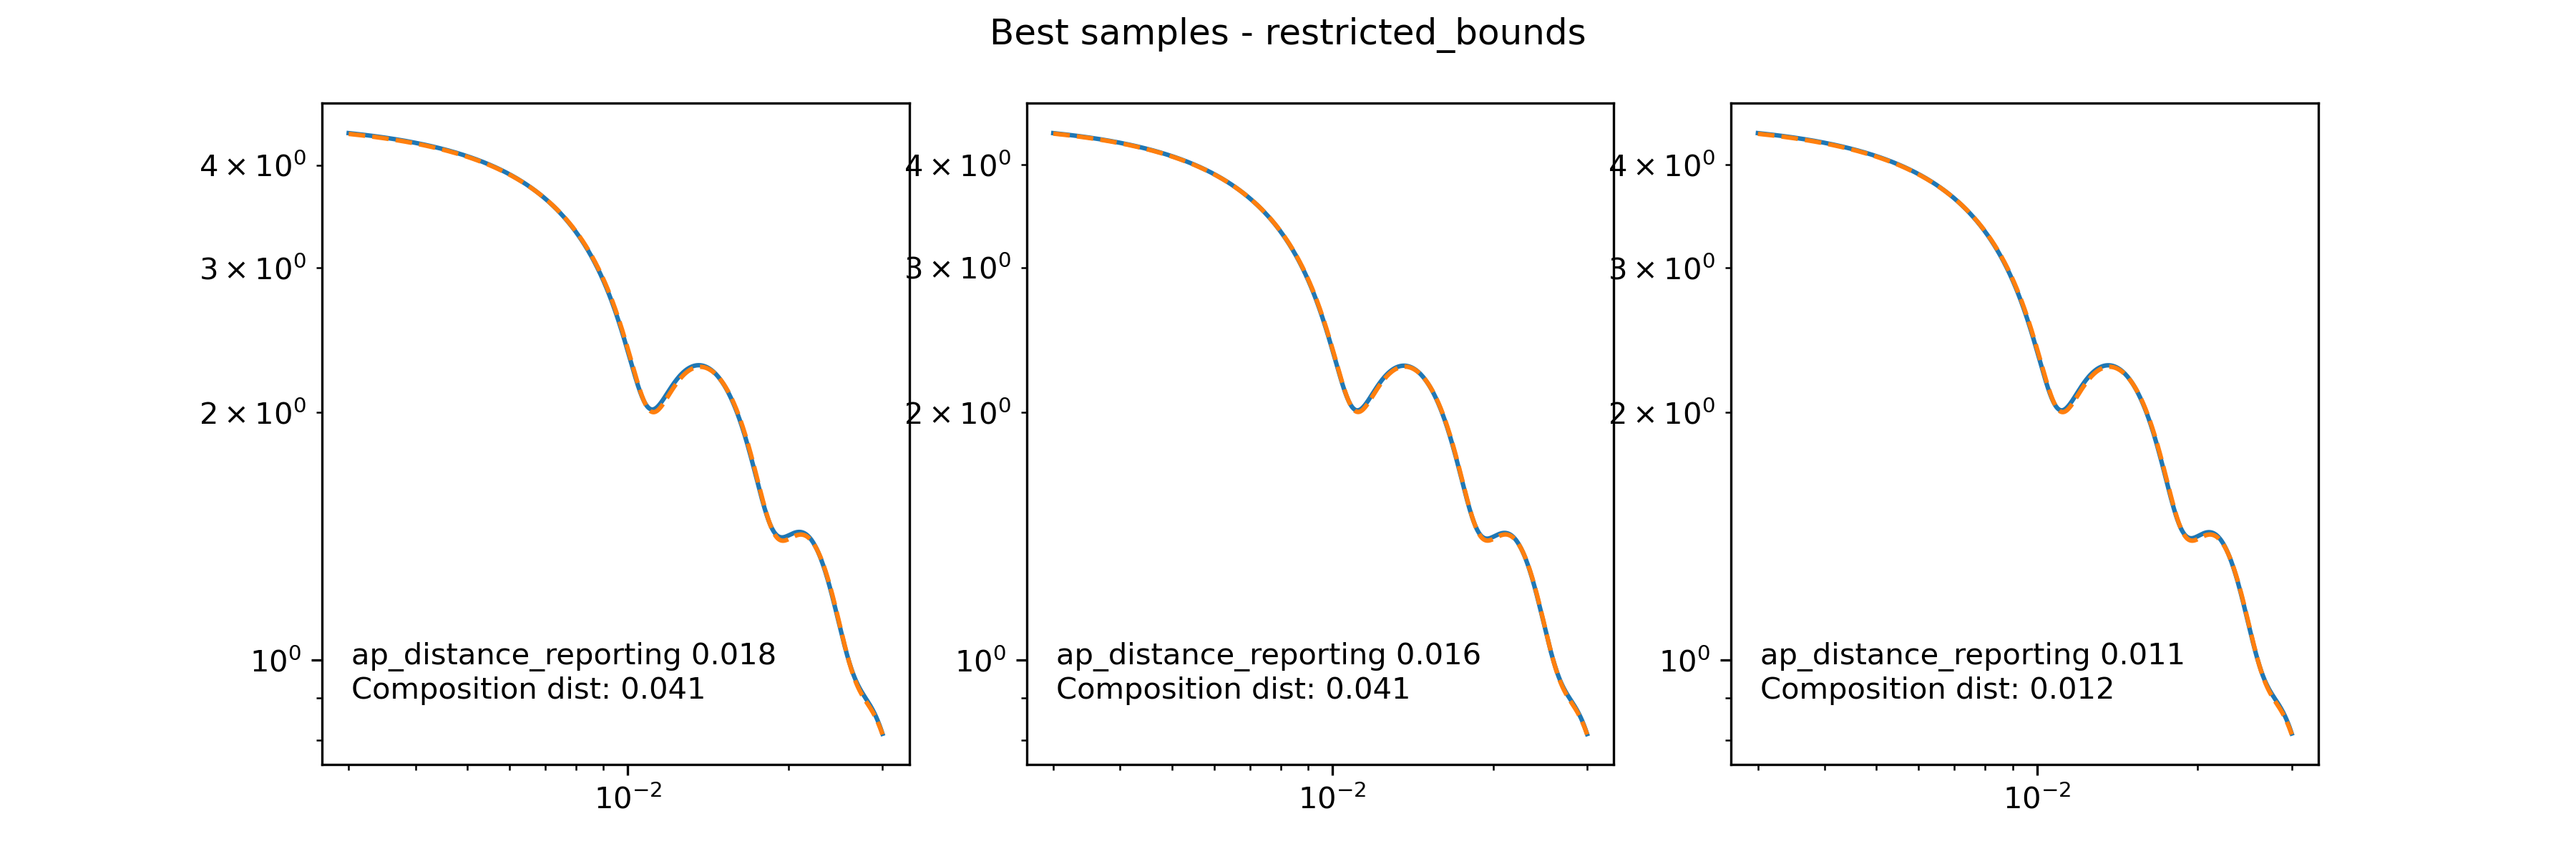 Best samples - restricted_bounds
4 × 10⁰
3 × 10⁰
2 × 10⁰
10⁰
ap_distance_reporting 0.018
Composition dist: 0.041
10⁻²
4 × 10⁰
3 × 10⁰
2 × 10⁰
10⁰
ap_distance_reporting 0.016
Composition dist: 0.041
10⁻²
4 × 10⁰
3 × 10⁰
2 × 10⁰
10⁰
ap_distance_reporting 0.011
Composition dist: 0.012
10⁻²